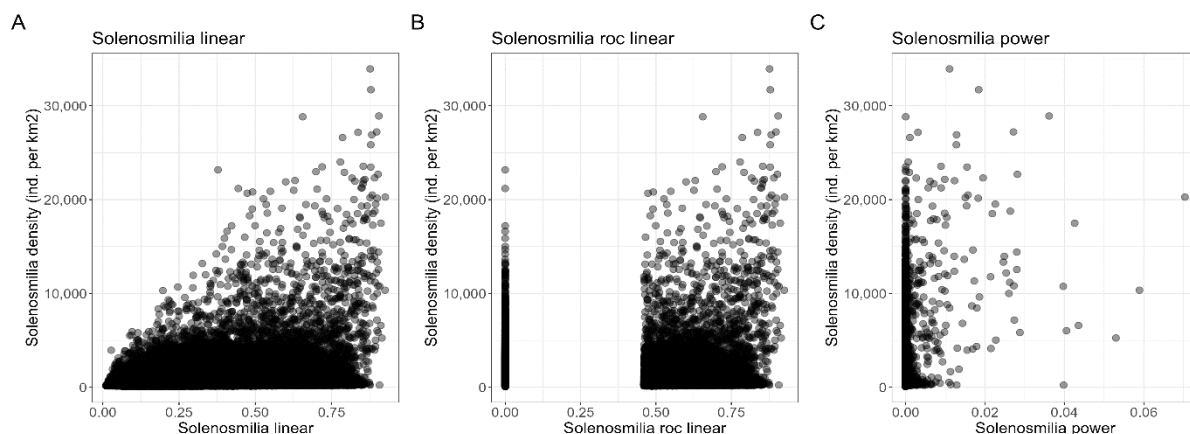 A
Solenosmilia linear
Solenosmilia density (ind. per km2)
30,000
20,000
10,000
0
0.00 0.25 0.50 0.75
Solenosmilia linear
B
Solenosmilia roc linear
Solenosmilia density (ind. per km2)
30,000
20,000
10,000
0
0.00 0.25 0.50 0.75
Solenosmilia roc linear
C
Solenosmilia power
Solenosmilia density (ind. per km2)
30,000
20,000
10,000
0
0.00 0.02 0.04 0.06
Solenosmilia power